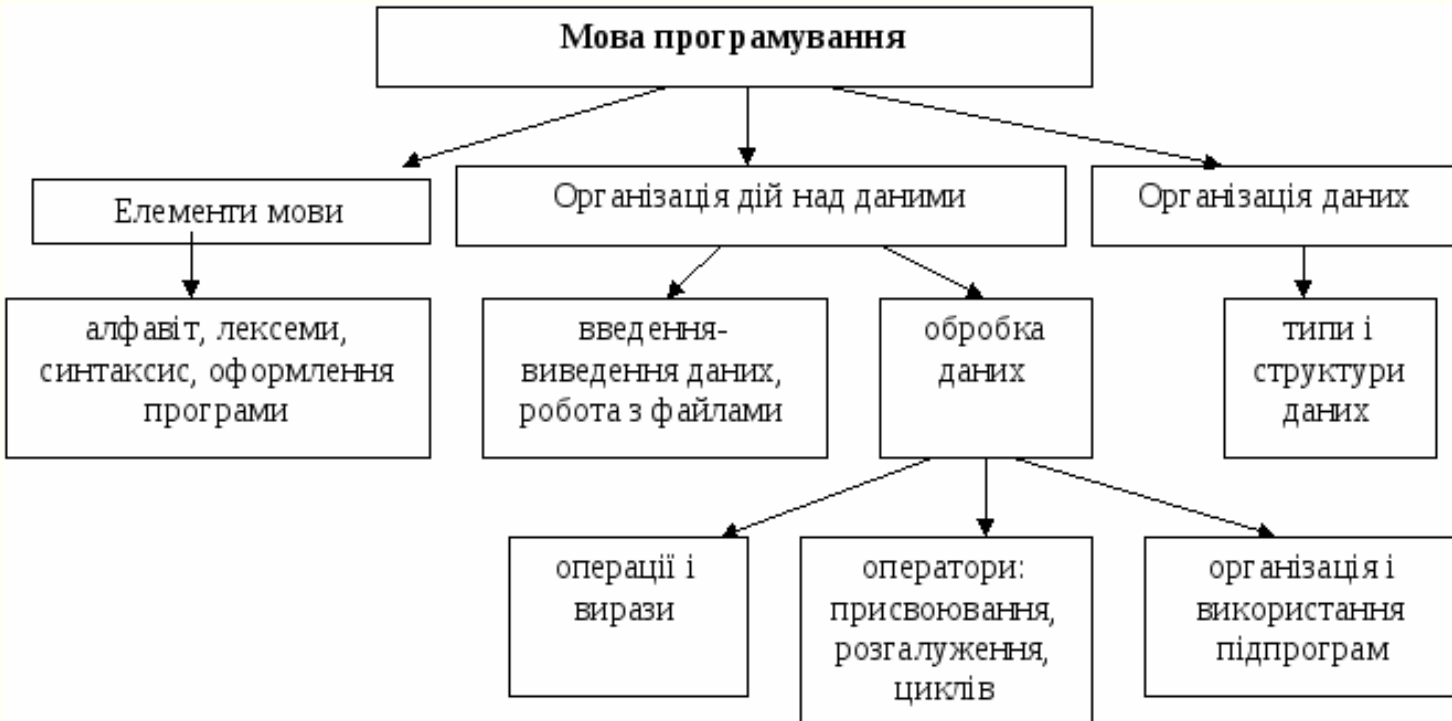 Мова програмування
Елементи мови
Організація дій над даними
Організація даних
алфавіт, лексеми,
синтаксис, оформлення
програми
введення-
виведення даних,
робота з файлами
обробка
даних
типи і
структури
даних
операції і
вирази
оператори:
присвоювання,
розгалуження,
циклів
організація і
використання
підпрограм